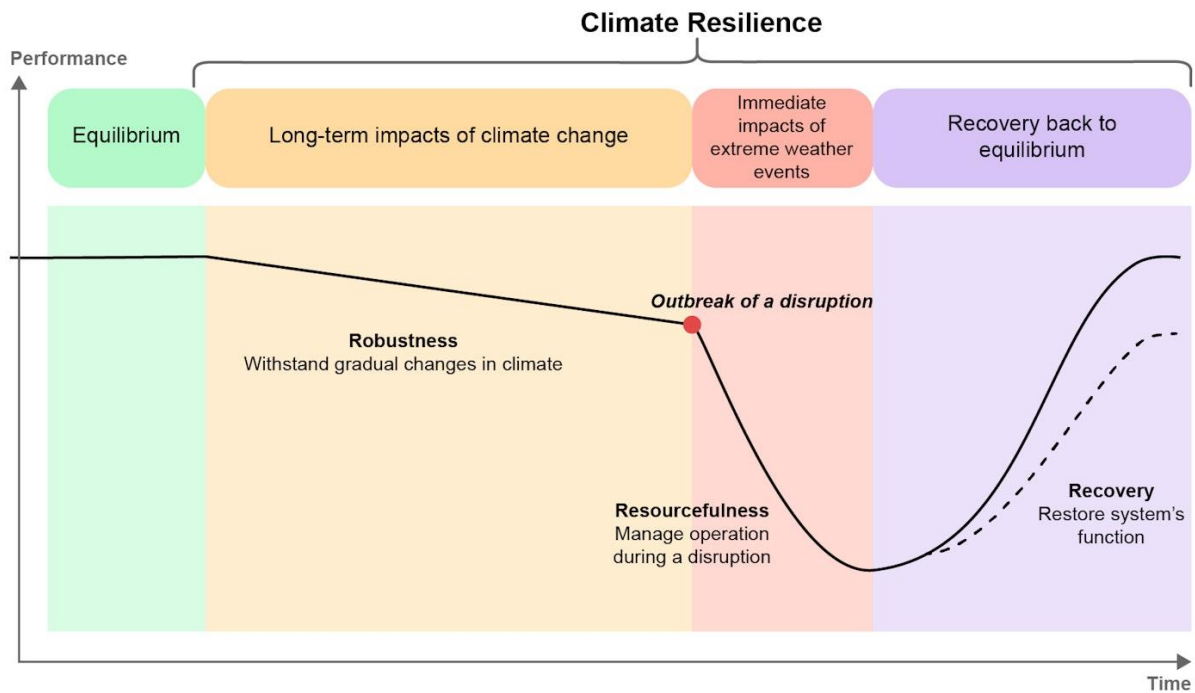 Climate Resilience
Performance
Equilibrium
Long-term impacts of climate change
Immediate
impacts of
extreme weather
events
Recovery back to
equilibrium
Outbreak of a disruption
Robustness
Withstand gradual changes in climate
Resourcefulness
Manage operation
during a disruption
Recovery
Restore system’s
function
Time